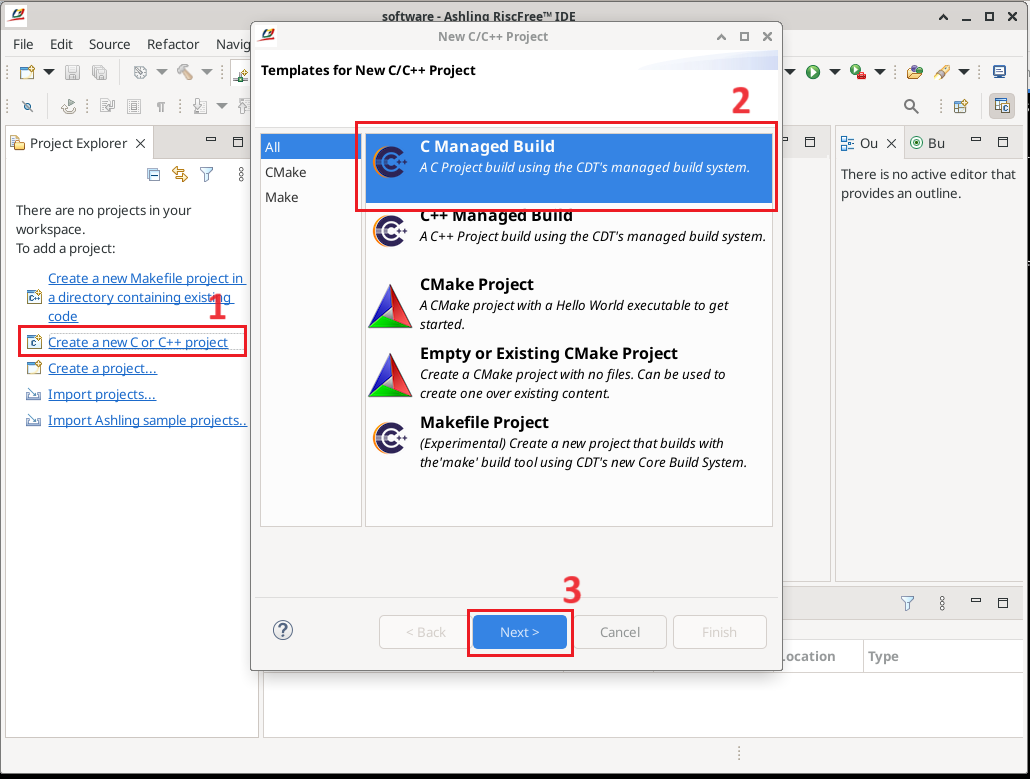 software - Ashling RiscFree™ IDE
File Edit Source Refactor Navig
New C/C++ Project
Templates for New C/C++ Project
2
Project Explorer
There are no projects in your
workspace.
To add a project:
Create a new Makefile project in
a directory containing existing
code
1
Create a new C or C++ project
Create a project...
Import projects...
Import Ashling sample projects..
All
CMake
Make
C Managed Build
A C Project build using the CDT's managed build system.
C++ Managed Build
A C++ Project build using the CDT's managed build system.
CMake Project
A CMake project with a Hello World executable to get
started.
Empty or Existing CMake Project
Create a CMake project with no files. Can be used to
create one over existing content.
Makefile Project
(Experimental) Create a new project that builds with
the'make' build tool using CDT's new Core Build System.
3
< Back Next > Cancel Finish
Ou Bu
There is no active editor that
provides an outline.
ocation Type